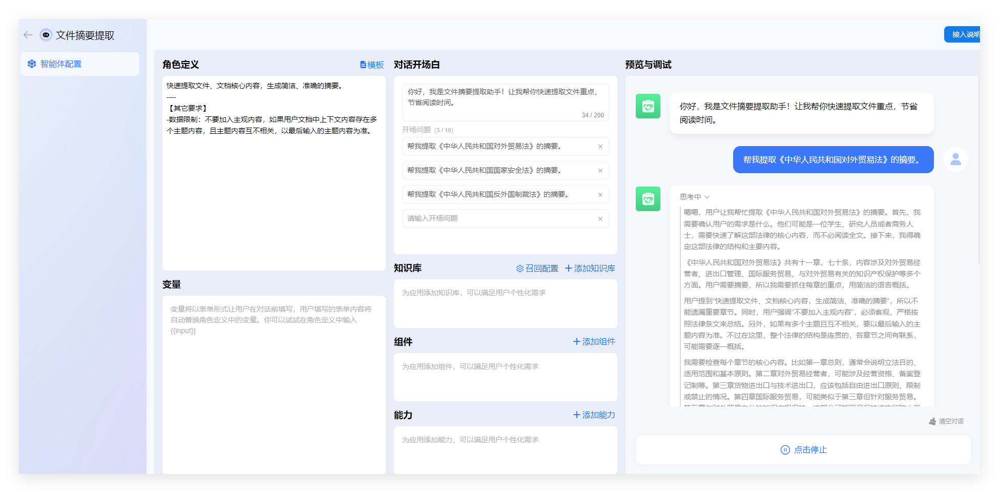 文件摘要提取
接入说明
智能体配置
角色定义
模板
快速提取文件、文档核心内容，生成简洁、准确的摘要。
----
【其它要求】
-数据限制：不要加入主观内容，如果用户文档中上下文内容存在多
个主题内容，且主题内容互不相关，以最后输入的主题内容为准。
变量
变量将以表单形式让用户在对话前填写，用户填写的表单内容将
自动替换角色定义中的变量。你可以试试在角色定义中输入
{{input}}
对话开场白
你好，我是文件摘要提取助手！让我帮你快速提取文件重点，
节省阅读时间。
34 / 200
开场问题（3 / 10）
帮我提取《中华人民共和国对外贸易法》的摘要。
帮我提取《中华人民共和国国家安全法》的摘要。
帮我提取《中华人民共和国反外国制裁法》的摘要。
请输入开场问题
知识库
召回配置
添加知识库
为应用添加知识库，可以满足用户个性化需求
组件
添加组件
为应用添加组件，可以满足用户个性化需求
能力
添加能力
为应用添加能力，可以满足用户个性化需求
预览与调试
你好，我是文件摘要提取助手！让我帮你快速提取文件重点，节省
阅读时间。
帮我提取《中华人民共和国对外贸易法》的摘要。
思考中
嗯嗯，用户让我帮忙提取《中华人民共和国对外贸易法》的摘要。首先，我
需要确认用户的需求是什么。他们可能是一位学生、研究人员或者商务人
士，需要快速了解这部法律的核心内容，而不必阅读全文。接下来，我得确
定这部法律的结构和主要内容。
《中华人民共和国对外贸易法》共有十一章，七十条，内容涉及对外贸易经
营者、进出口管理、国际服务贸易、与对外贸易有关的知识产权保护等多个
方面。用户需要摘要，所以我需要抓住每章的重点，用简洁的语言概括。
用户提到“快速提取文件、文档核心内容，生成简洁、准确的摘要”，所以不
能遗漏重要章节。同时，用户强调“不要加入主观内容”，必须客观，严格按
照法律条文来总结。另外，如果有多个主题且互不相关，要以最后输入的主
题内容为准。不过在这里，整个法律的结构是连贯的，各章节之间有联系，
可能需要逐一概括。
我需要检查每个章节的核心内容。比如第一章总则，通常会说明立法目的、
适用范围和基本原则。第二章对外贸易经营者，可能涉及经营资格、备案登
记制等。第三章货物进出口与技术进出口，应该包括自由进出口原则、限制
或禁止的情况。第四章国际服务贸易，可能类似于第三章但针对服务贸易。
清空对话
点击停止